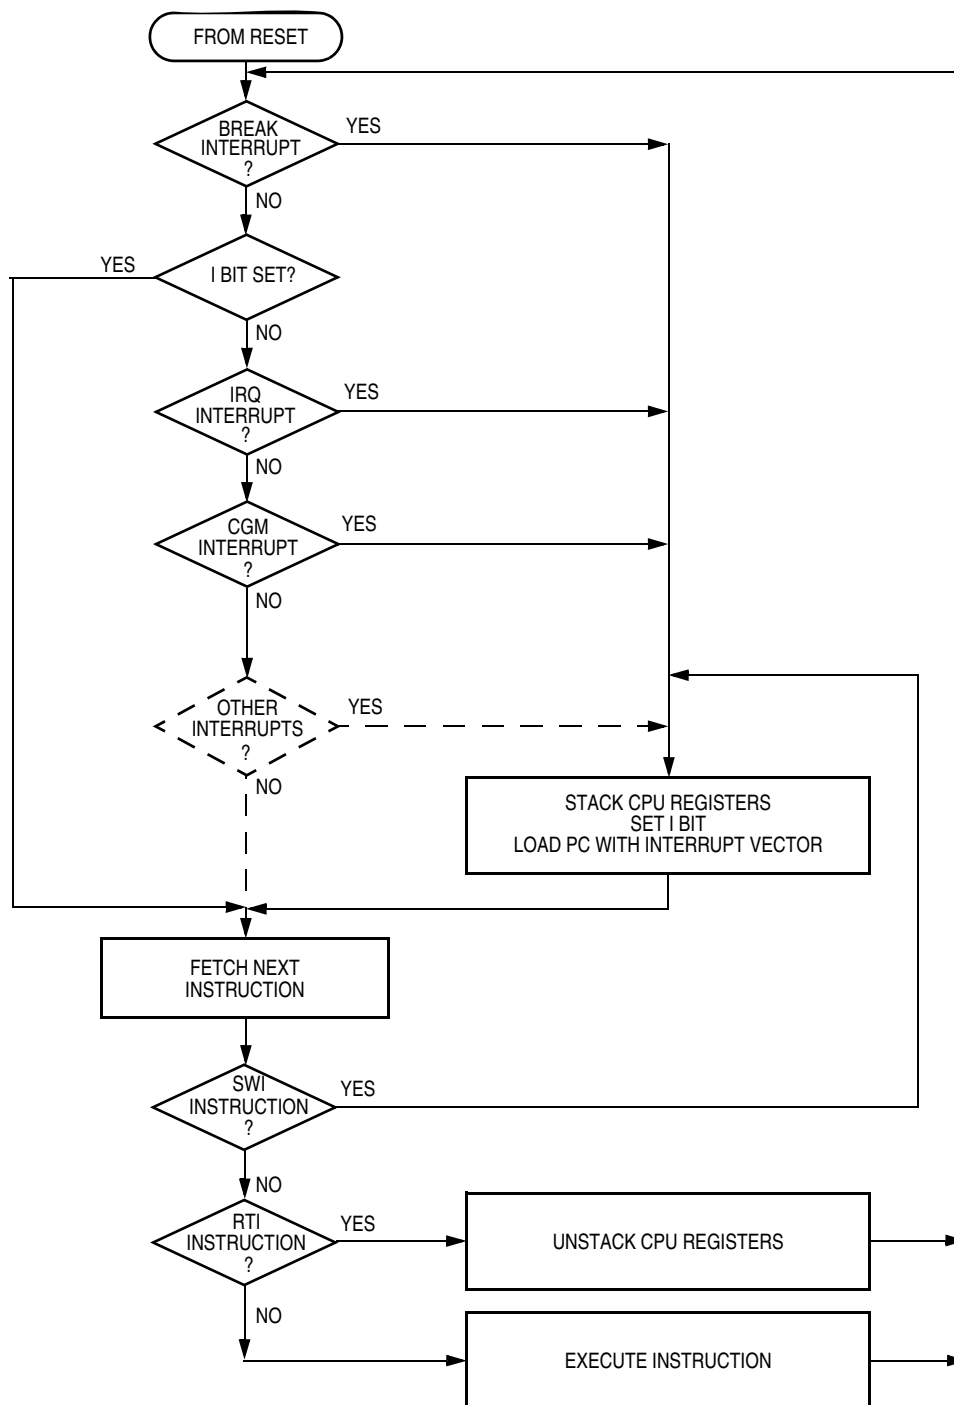 FROM RESET
BREAK
INTERRUPT
?
YES
NO
I BIT SET?
YES
NO
IRQ
INTERRUPT
?
YES
NO
CGM
INTERRUPT
?
YES
NO
OTHER
INTERRUPTS
?
YES
NO
STACK CPU REGISTERS
SET I BIT
LOAD PC WITH INTERRUPT VECTOR
FETCH NEXT
INSTRUCTION
SWI
INSTRUCTION
?
YES
NO
RTI
INSTRUCTION
?
YES
UNSTACK CPU REGISTERS
NO
EXECUTE INSTRUCTION